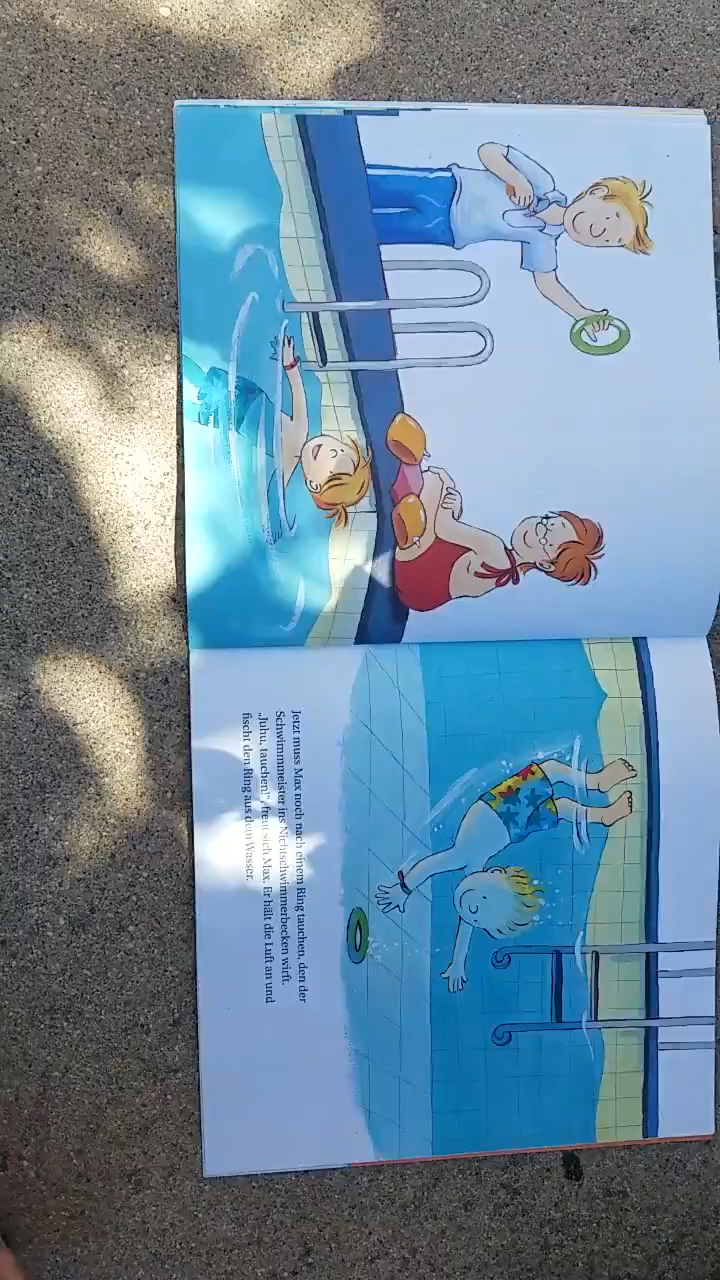 Jetzt muss Max noch nach einem Ring tauchen, den der
Schwimmmeister ins Nichtschwimmerbecken wirft.
„Juhu, tauchen!“, freut sich Max. Er hält die Luft an und
fischt den Ring aus dem Wasser.